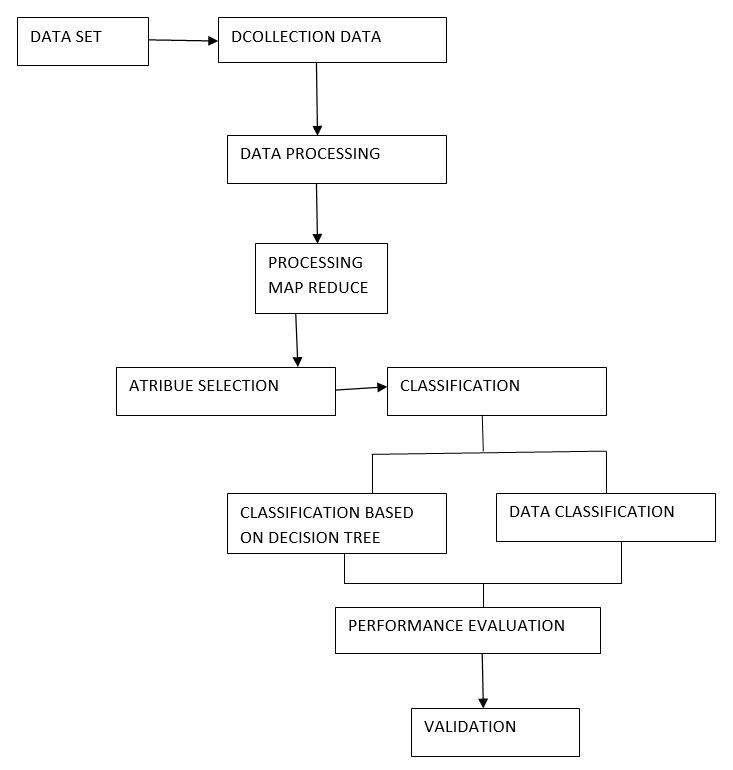 DATA SET
DCOLLECTION DATA
DATA PROCESSING
PROCESSING
MAP REDUCE
ATRIBUE SELECTION
CLASSIFICATION
CLASSIFICATION BASED
ON DECISION TREE
DATA CLASSIFICATION
PERFORMANCE EVALUATION
VALIDATION